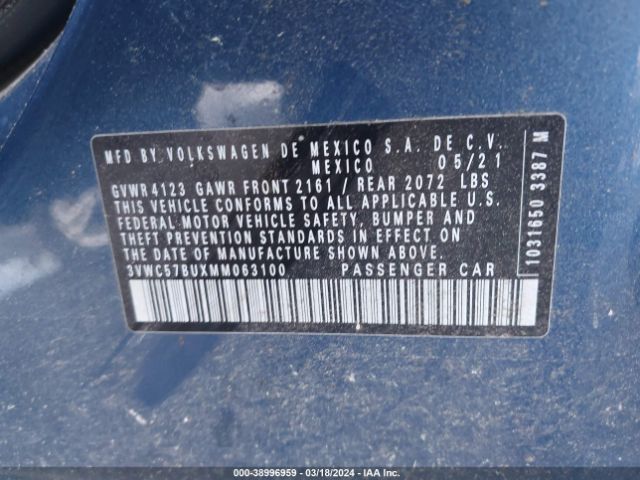 MFD BY VOLKSWAGEN DE MEXICO S.A. DE C.V.
MEXICO 05/21
GVWR 4123 GAWR FRONT 2161 / REAR 2072 LBS
THIS VEHICLE CONFORMS TO ALL APPLICABLE U.S.
FEDERAL MOTOR VEHICLE SAFETY, BUMPER AND
THEFT PREVENTION STANDARDS IN EFFECT ON
THE DATE OF MANUFACTURE SHOWN ABOVE.
3VWC57BUXMM063100 PASSENGER CAR
1031650 3387 M
000-38996959 — 03/18/2024 — IAA Inc.